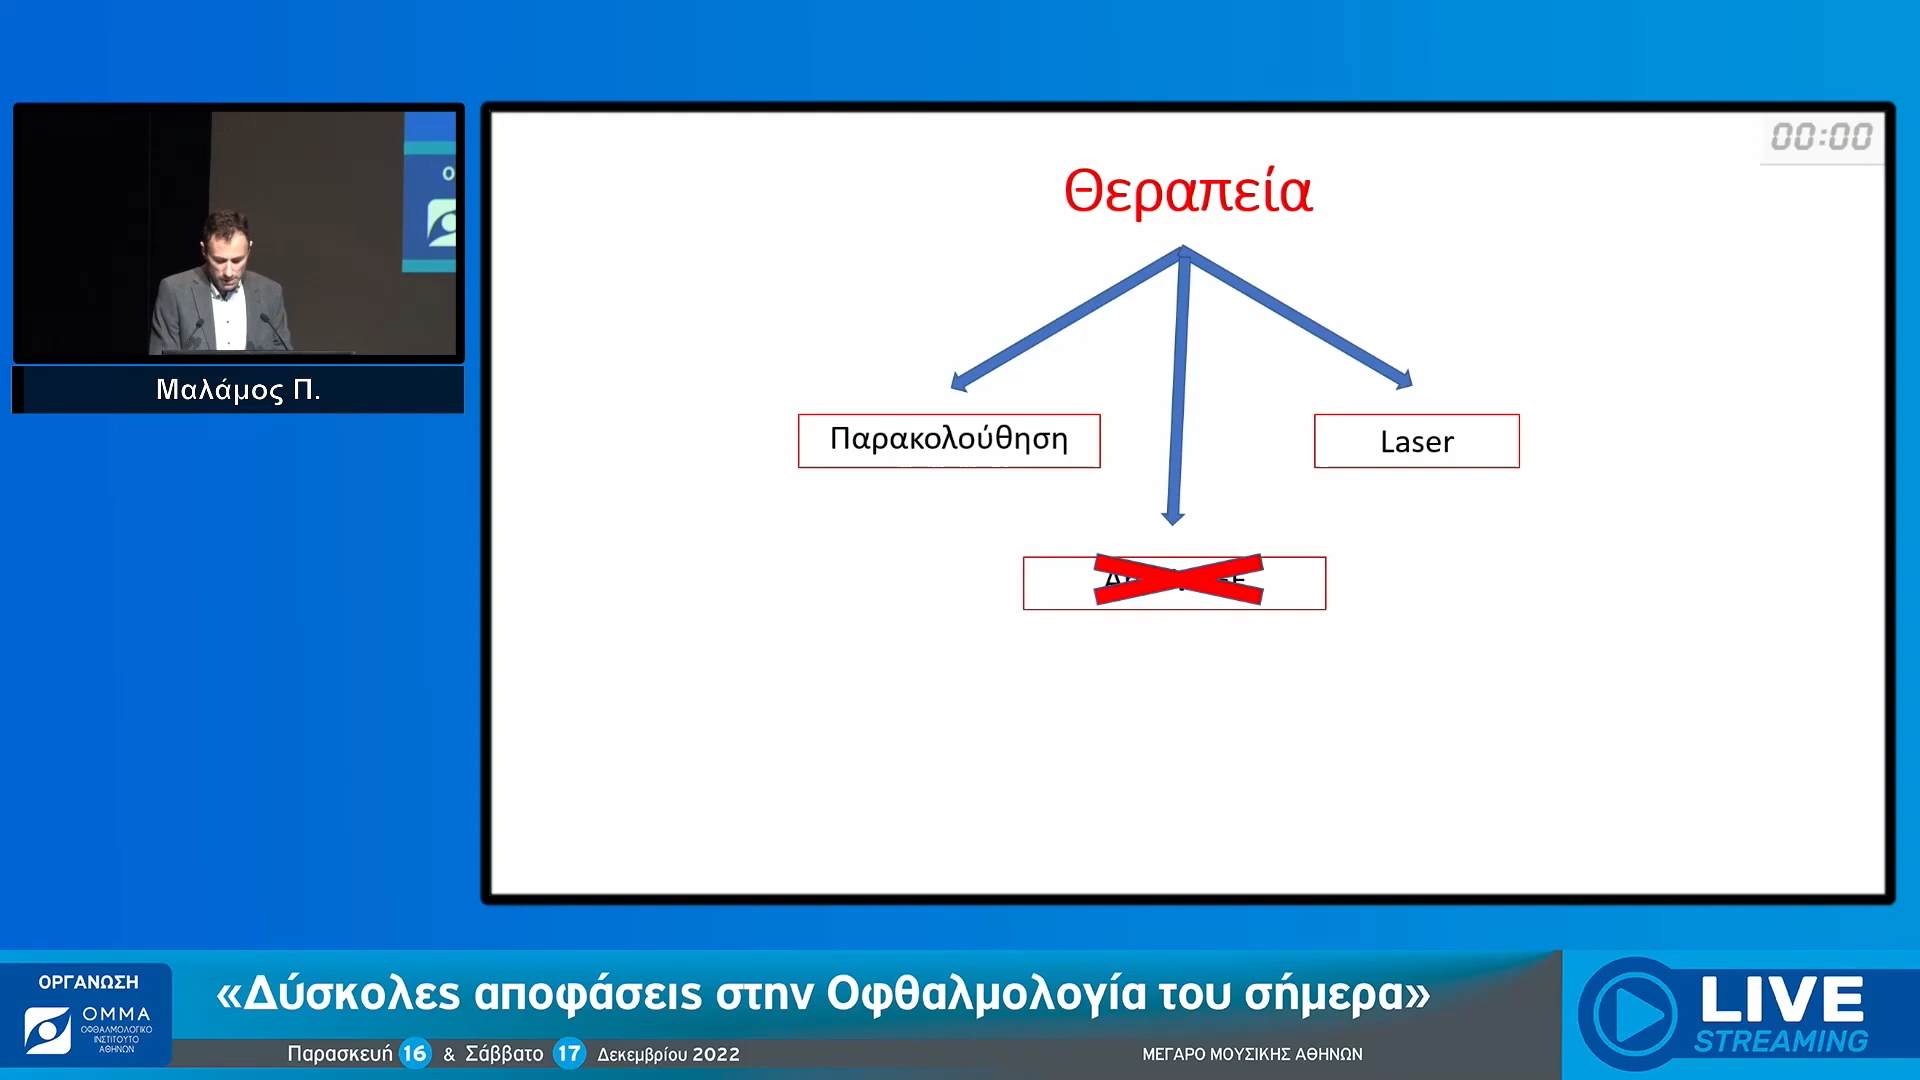 00:00
Θεραπεία
Παρακολούθηση
Laser
Μαλάμος Π.
ΟΡΓΑΝΩΣΗ
ΟΜΜΑ
ΟΦΘΑΛΜΟΛΟΓΙΚΟ
ΙΝΣΤΙΤΟΥΤΟ
ΑΘΗΝΩΝ
«Δύσκολες αποφάσεις στην Οφθαλμολογία του σήμερα»
Παρασκευή 16 & Σάββατο 17 Δεκεμβρίου 2022
ΜΕΓΑΡΟ ΜΟΥΣΙΚΗΣ ΑΘΗΝΩΝ
LIVE
STREAMING